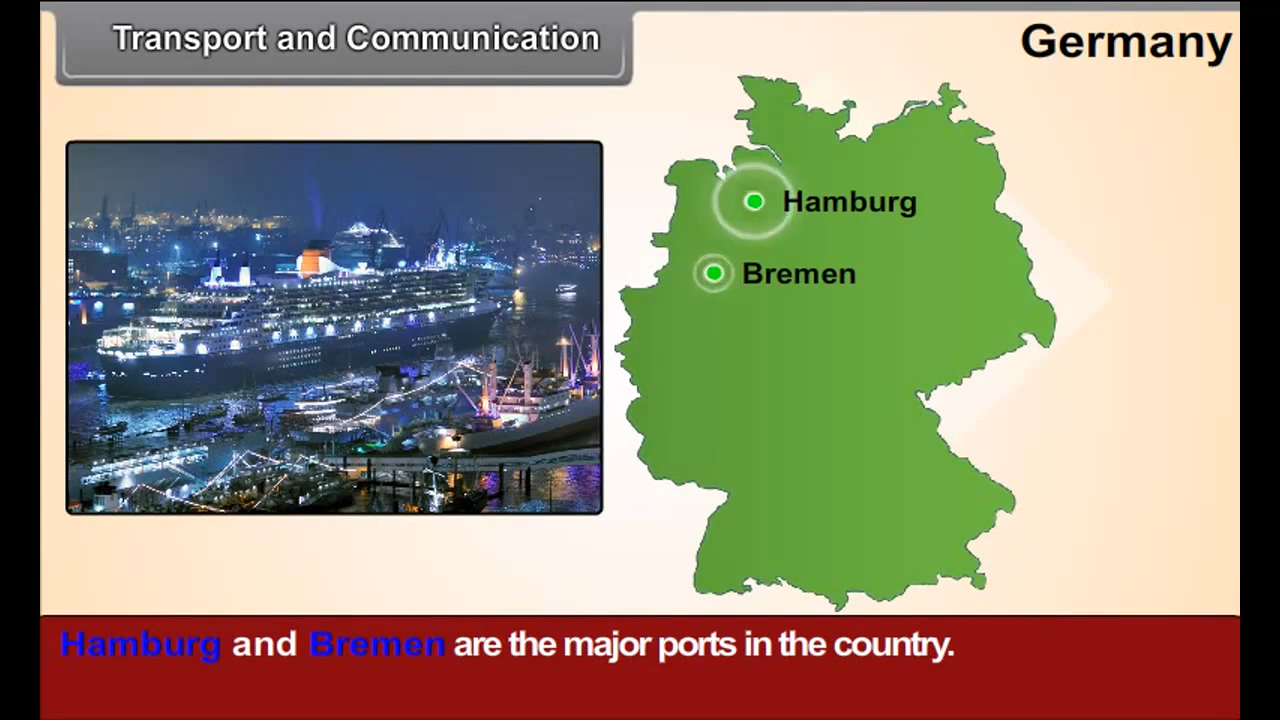 Transport and Communication
Germany
Hamburg
Bremen
Hamburg and Bremen are the major ports in the country.